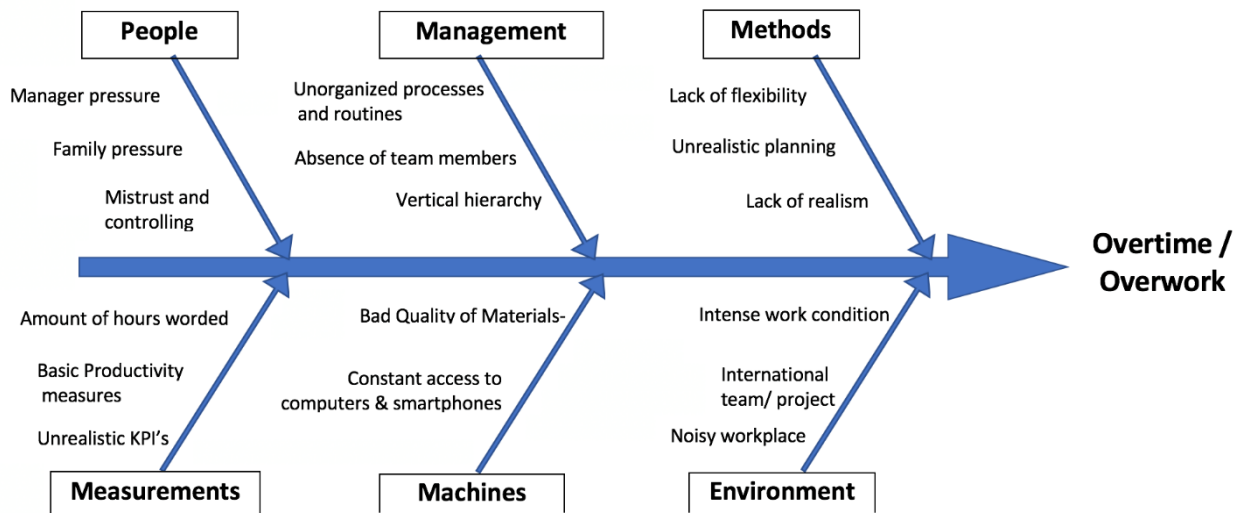 People
Management
Methods
Manager pressure
Family pressure
Mistrust and
controlling
Unorganized processes
and routines
Absence of team members
Vertical hierarchy
Lack of flexibility
Unrealistic planning
Lack of realism
Overtime /
Overwork
Amount of hours worded
Basic Productivity
measures
Unrealistic KPI's
Bad Quality of Materials-
Constant access to
computers & smartphones
Intense work condition
International
team/ project
Noisy workplace
Measurements
Machines
Environment